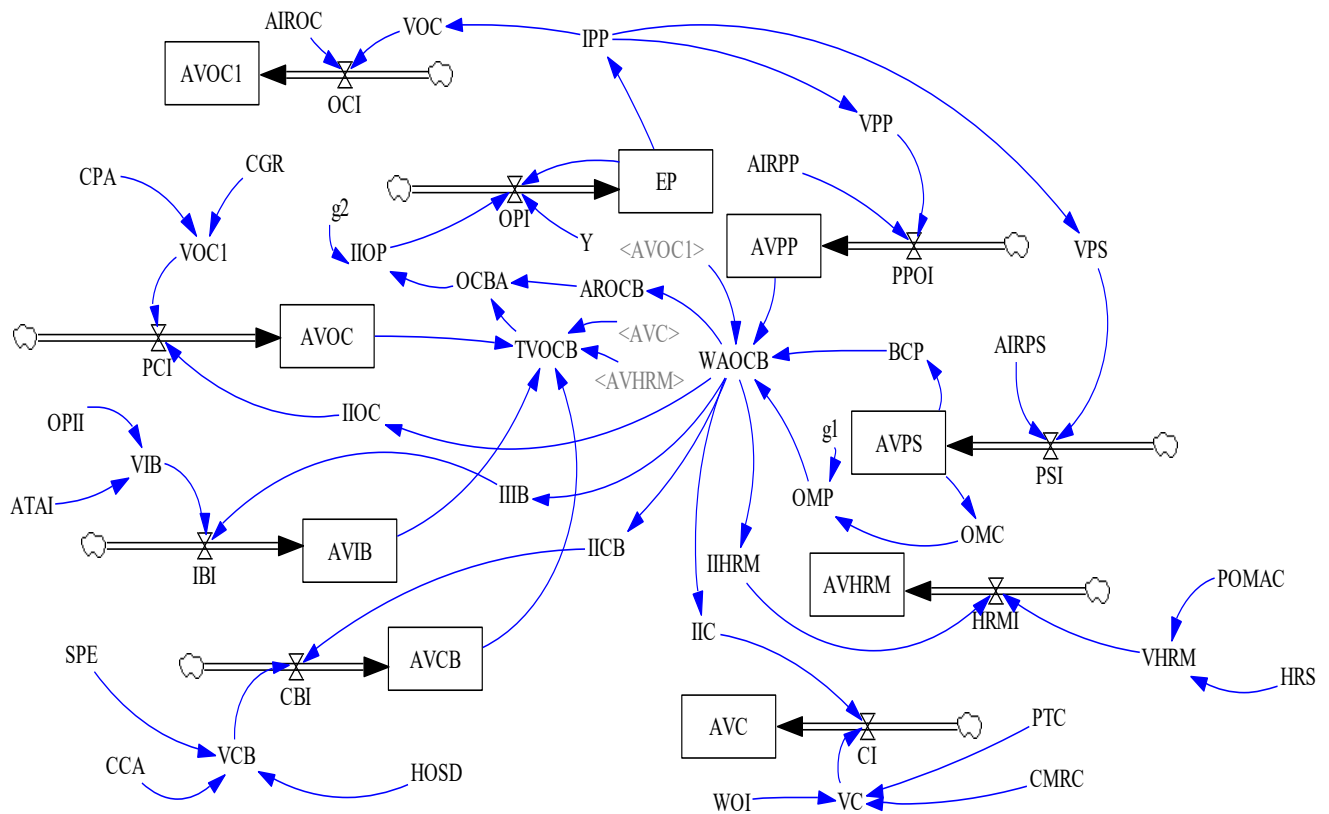 AIROC
VOC
IPP
AVOC1
OCI
VPP
CPA
CGR
AIRPP
EP
g2
OPI
Y
VOC1
IIOP
<AVOC1>
AVPP
PPOI
VPS
OCBA
AROCB
AVOC
PCI
<AVC>
TVOCB
WAOCB
BCP
AIRPS
<AVHRM>
IIOC
OPII
g1
AVPS
PSI
VIB
ATAI
IIIB
OMP
OMC
AVIB
IBI
IICB
IIHRM
AVHRM
HRMI
POMAC
IIC
SPE
AVCB
CBI
VHRM
HRS
AVC
CI
PTC
VCB
CCA
HOSD
WOI
VC
CMRC